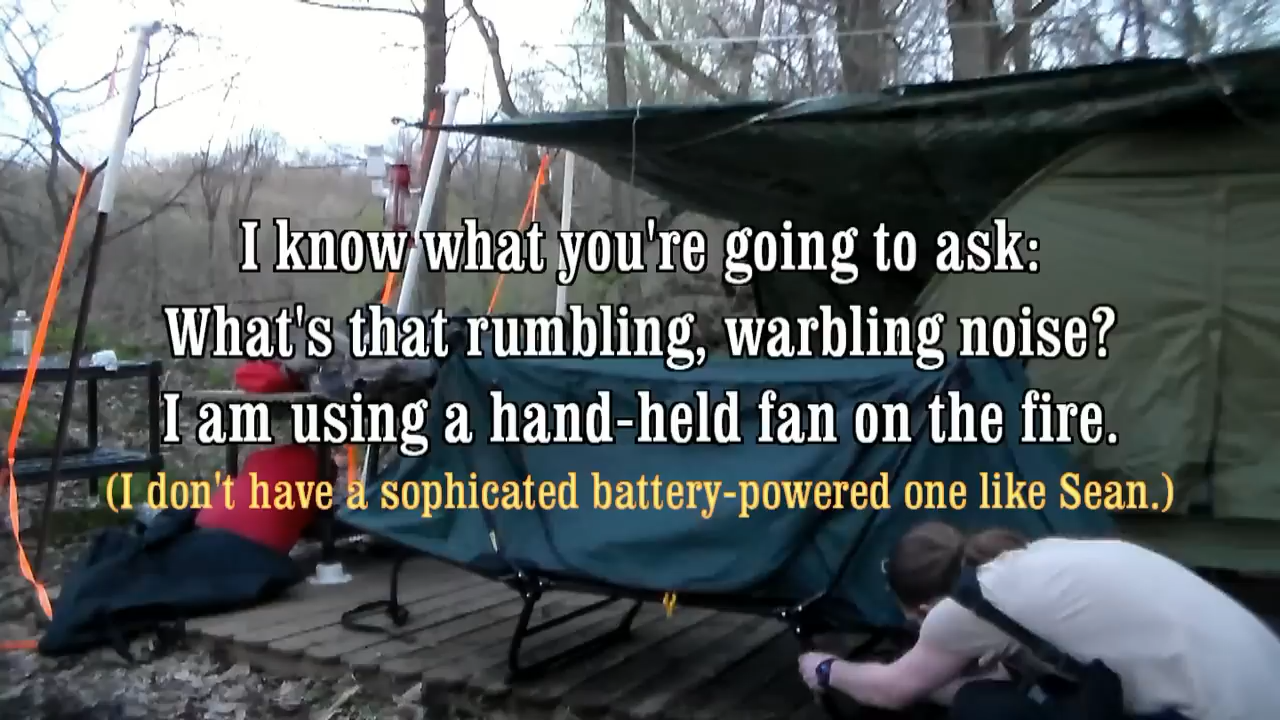 I know what you're going to ask:
What's that rumbling, warbling noise?
I am using a hand-held fan on the fire.
(I don't have a sophicated battery-powered one like Sean.)